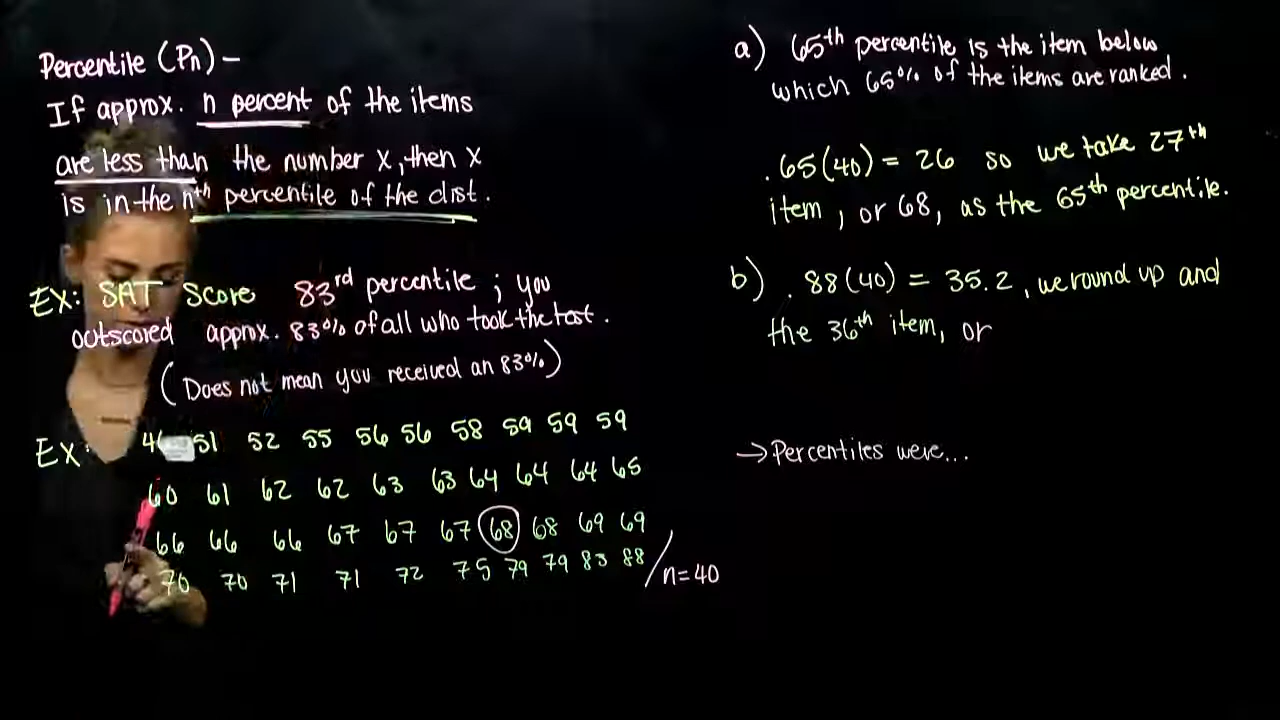 Percentile (Pn) –
If approx. n percent of the items
are less than the number x, then x
is in the nth percentile of the dist.
EX: SAT Score 83rd percentile ; you
outscored approx. 83% of all who took the test.
(Does not mean you received an 83%)
Ex: 51 52 55 56 56 58 59 59 59
60 61 62 62 63 63 64 64 64 65
66 66 66 67 67 67 68 68 69 69
70 70 71 71 72 75 79 79 83 88
n=40
a) 65th percentile is the item below
which 65% of the items are ranked.
.65(40) = 26 so we take 27th
item, or 68, as the 65th percentile.
b) .88(40) = 35.2, we round up and
the 36th item, or
→ Percentiles were...